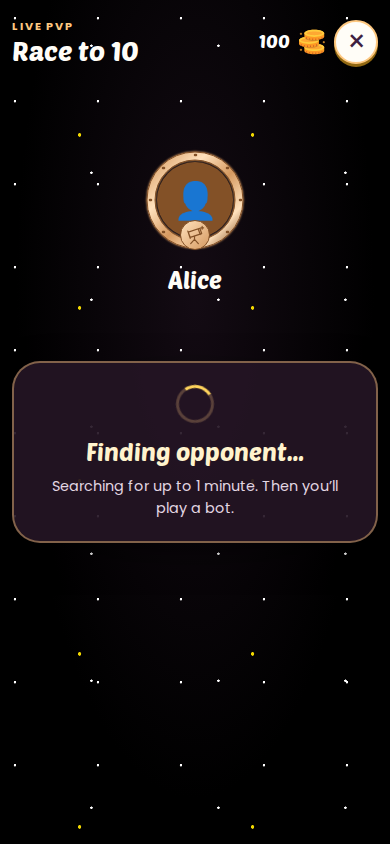 LIVE PVP
Race to 10
100
Alice
Finding opponent...
Searching for up to 1 minute. Then you'll
play a bot.